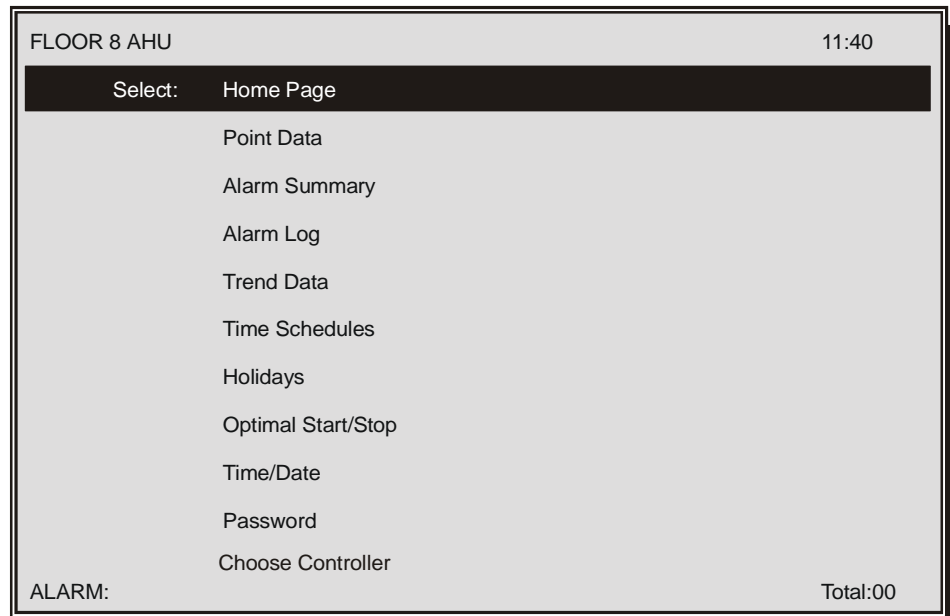 FLOOR 8 AHU 11:40
Select: Home Page
Point Data
Alarm Summary
Alarm Log
Trend Data
Time Schedules
Holidays
Optimal Start/Stop
Time/Date
Password
Choose Controller
ALARM: Total:00